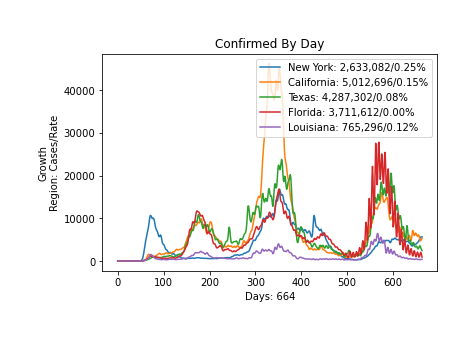 Confirmed By Day
New York: 2,633,082/0.25%
California: 5,012,696/0.15%
Texas: 4,287,302/0.08%
Florida: 3,711,612/0.00%
Louisiana: 765,296/0.12%
Growth
Region: Cases/Rate
40000
30000
20000
10000
0
0 100 200 300 400 500 600
Days: 664